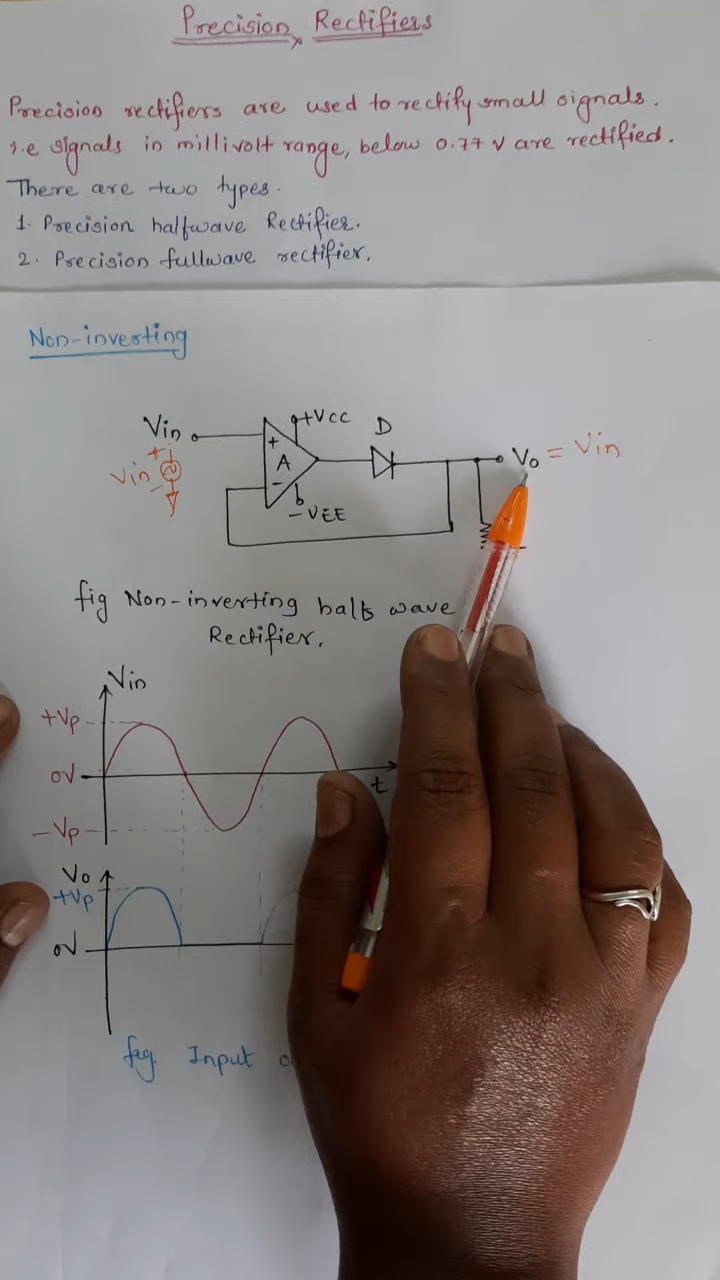 Precision Rectifiers
Precision rectifiers are used to rectify small signals.
i.e signals in millivolt range, below 0.77 V are rectified.
There are two types.
1. Precision halfwave Rectifier.
2. Precision fullwave rectifier.
Non-inverting
Vin
+VCC
D
+
A
-
-VEE
Vo = Vin
+
Vin
-
fig Non-inverting half wave
Rectifier.
Vin
+Vp
0V
t
-Vp
Vo
+Vp
0V
fig. Input